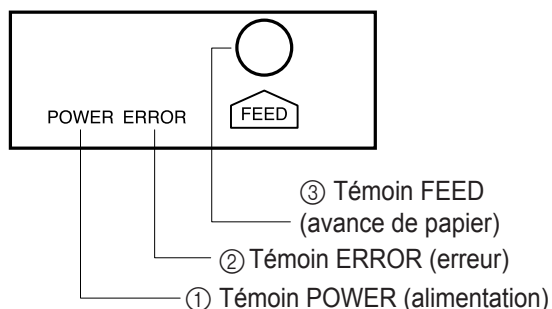 POWER ERROR
FEED
③ Témoin FEED
(avance de papier)
② Témoin ERROR (erreur)
① Témoin POWER (alimentation)